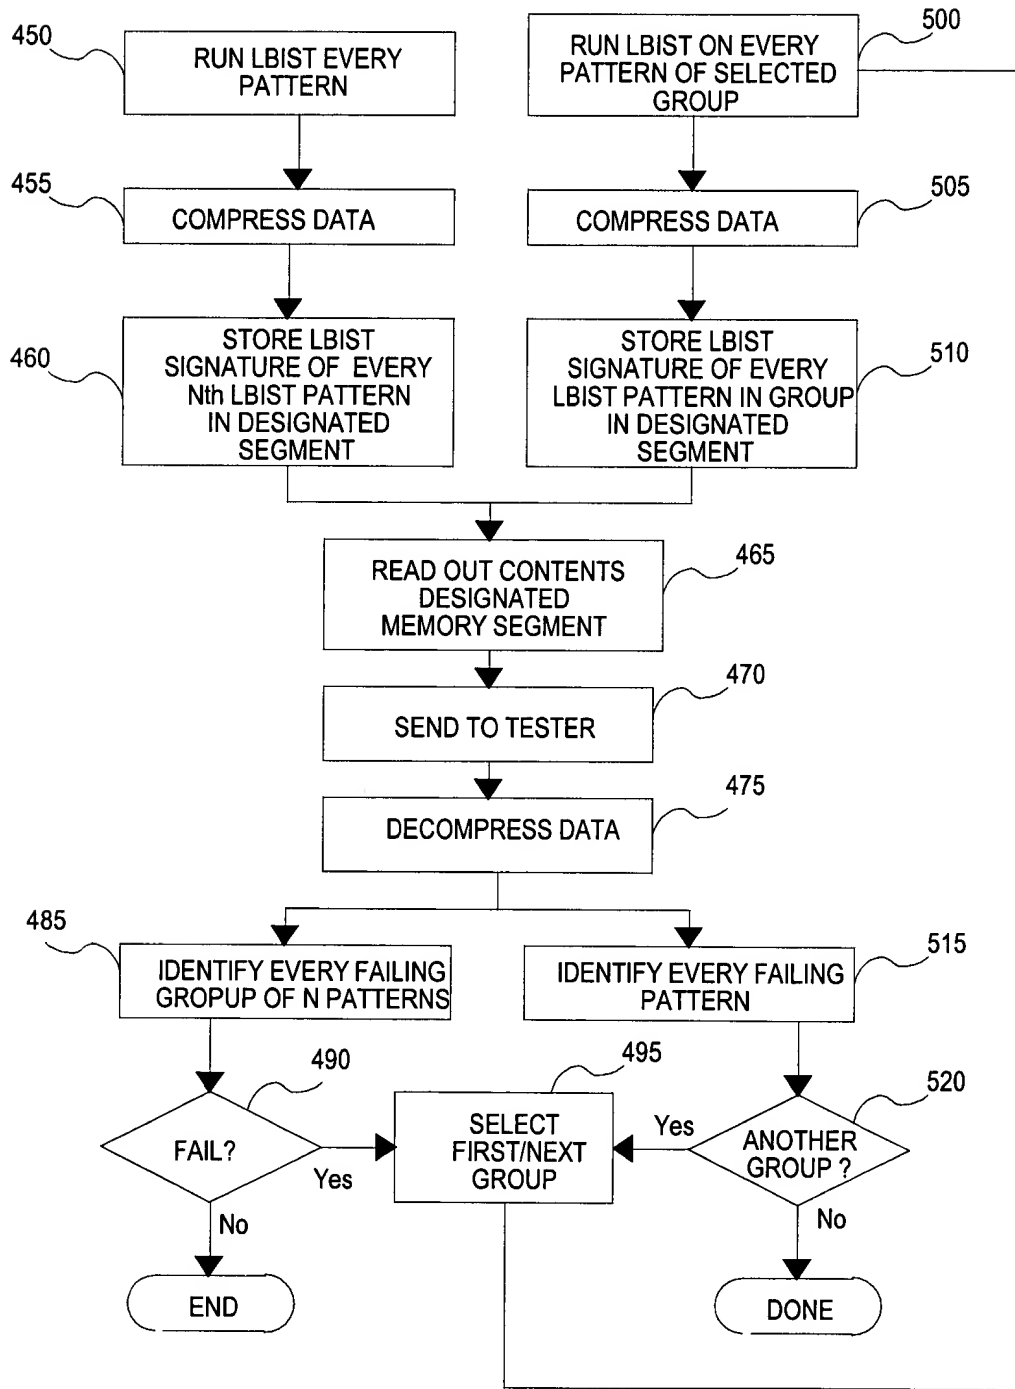 450
RUN LBIST EVERY
PATTERN
500
RUN LBIST ON EVERY
PATTERN OF SELECTED
GROUP
455
COMPRESS DATA
505
COMPRESS DATA
460
STORE LBIST
SIGNATURE OF EVERY
Nth LBIST PATTERN
IN DESIGNATED
SEGMENT
510
STORE LBIST
SIGNATURE OF EVERY
LBIST PATTERN IN GROUP
IN DESIGNATED
SEGMENT
465
READ OUT CONTENTS
DESIGNATED
MEMORY SEGMENT
470
SEND TO TESTER
475
DECOMPRESS DATA
485
IDENTIFY EVERY FAILING
GROPUP OF N PATTERNS
515
IDENTIFY EVERY FAILING
PATTERN
490
FAIL?
Yes
No
END
495
SELECT
FIRST/NEXT
GROUP
520
Yes
ANOTHER
GROUP ?
No
DONE